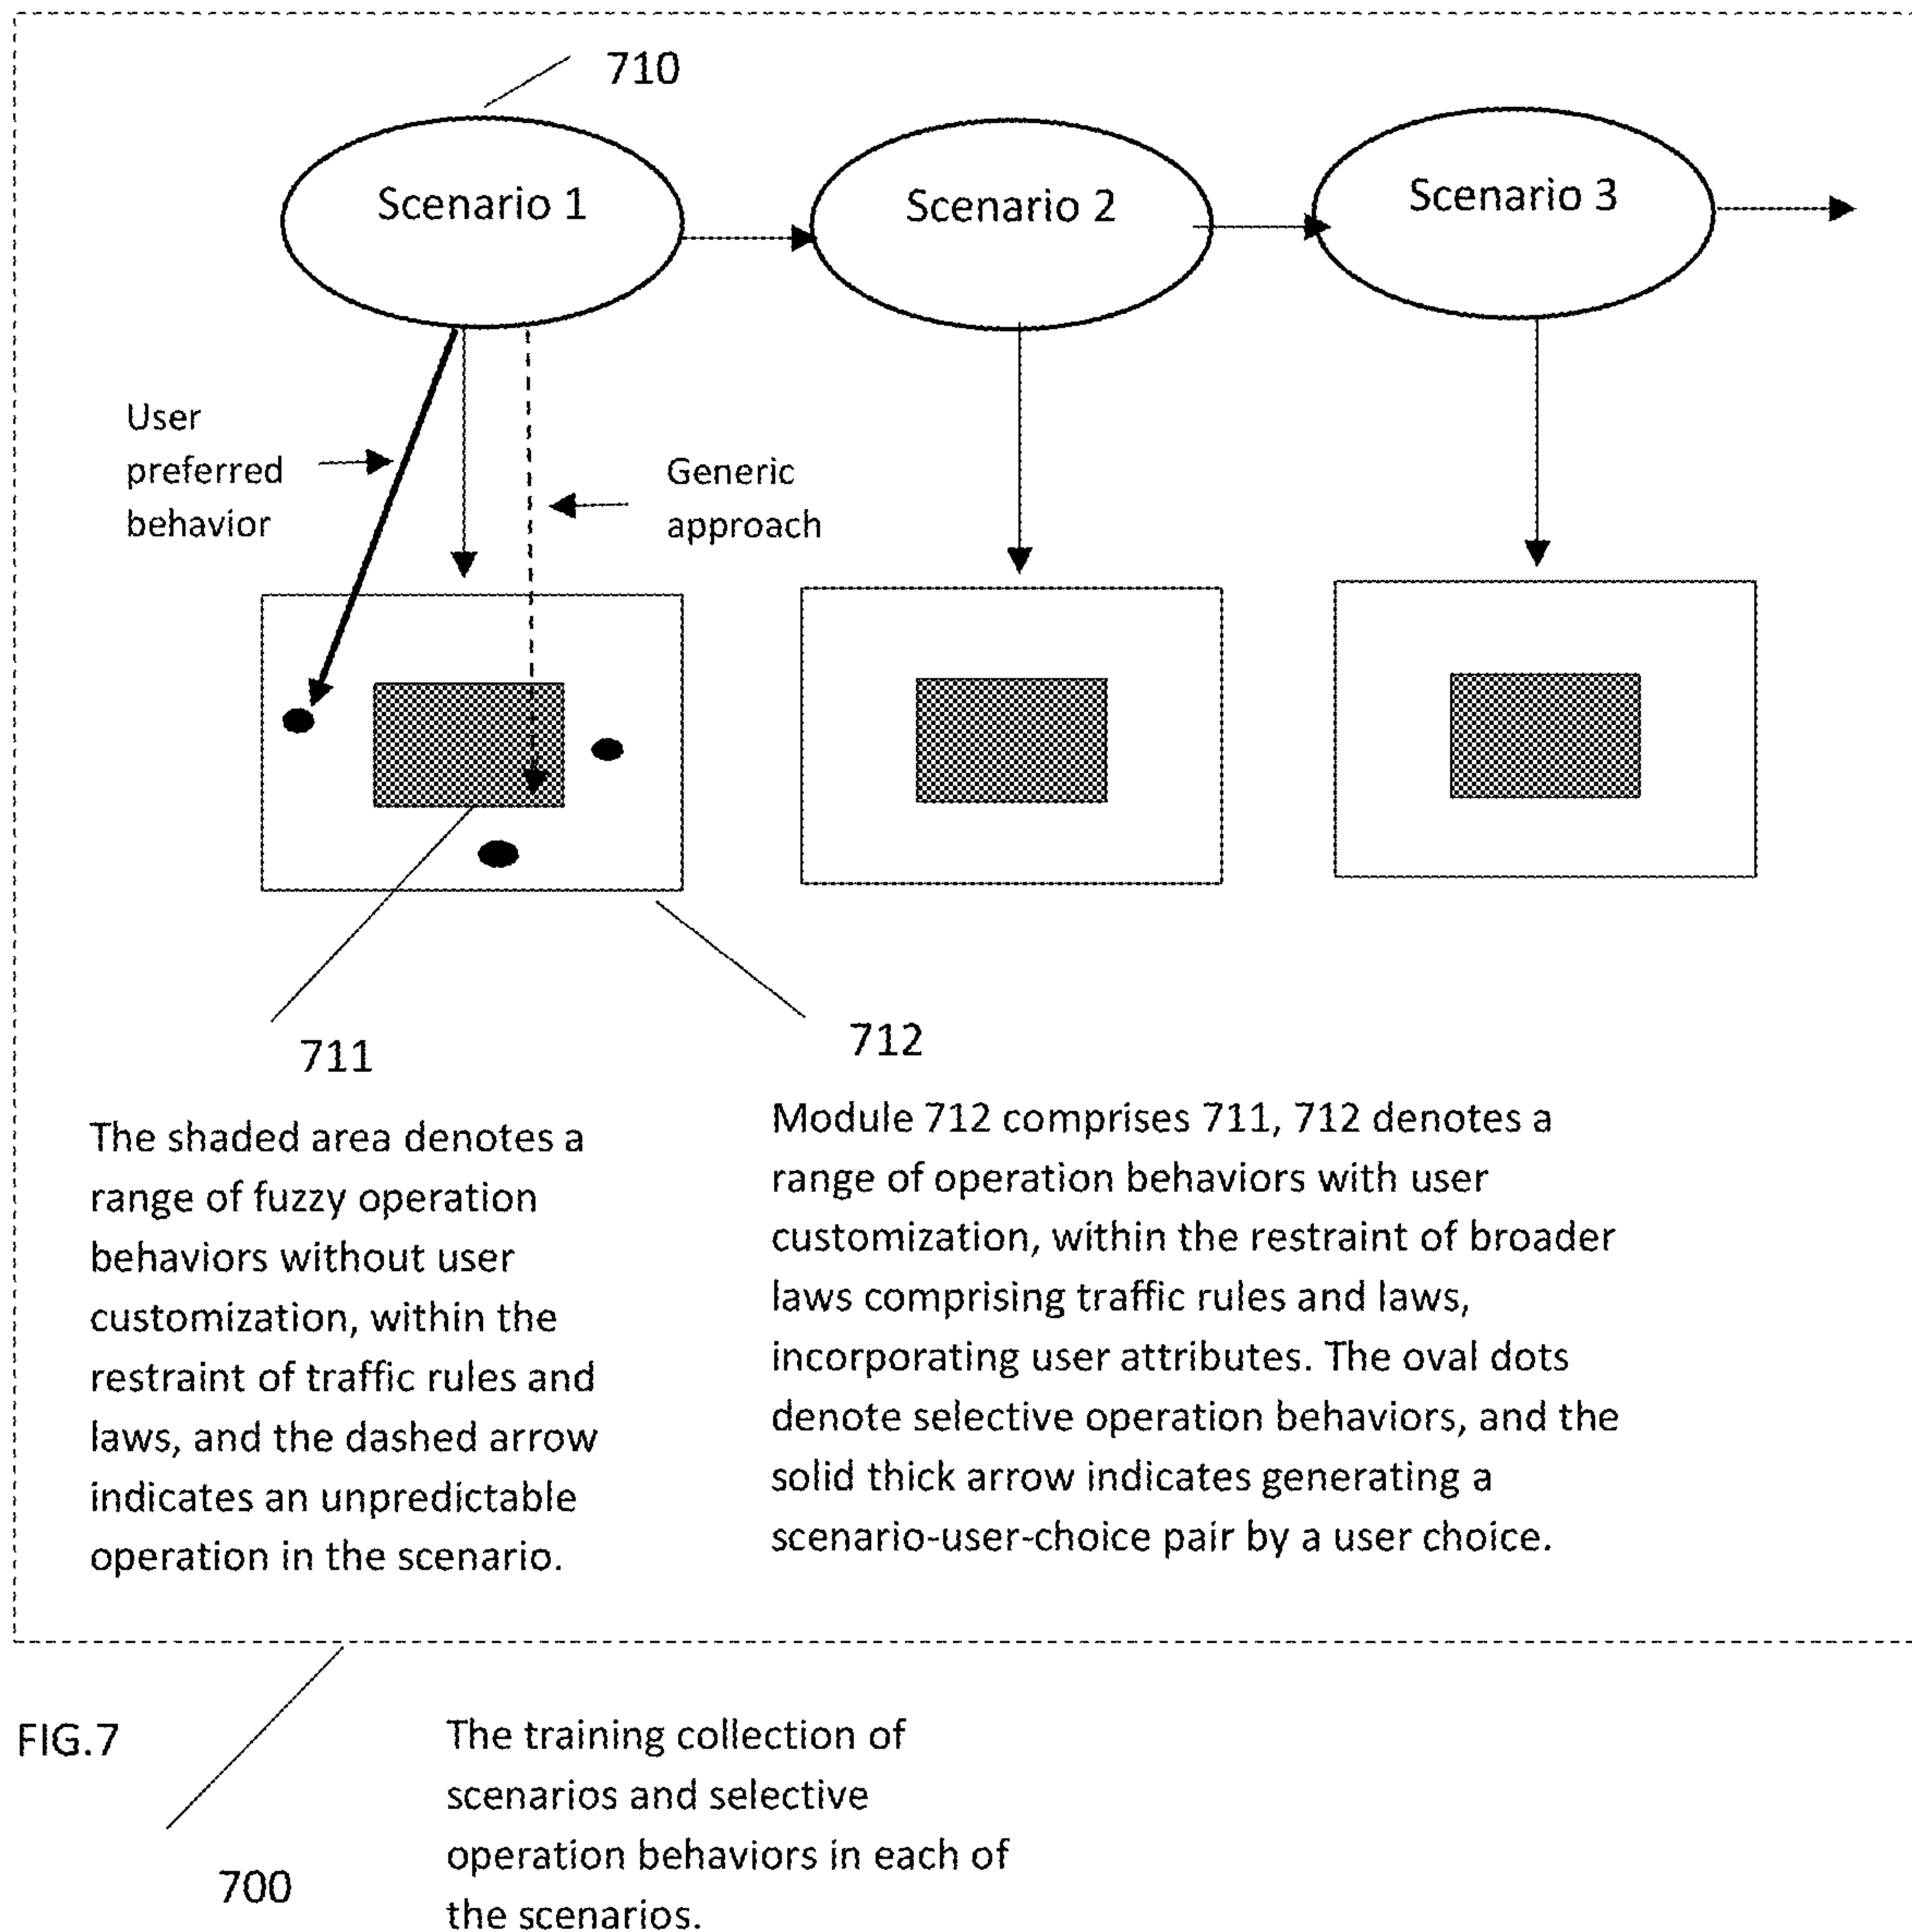 710
Scenario 1
Scenario 2
Scenario 3
User
preferred
behavior
Generic
approach
711
712
The shaded area denotes a
range of fuzzy operation
behaviors without user
customization, within the
restraint of traffic rules and
laws, and the dashed arrow
indicates an unpredictable
operation in the scenario.
Module 712 comprises 711, 712 denotes a
range of operation behaviors with user
customization, within the restraint of broader
laws comprising traffic rules and laws,
incorporating user attributes. The oval dots
denote selective operation behaviors, and the
solid thick arrow indicates generating a
scenario-user-choice pair by a user choice.
FIG.7
700
The training collection of
scenarios and selective
operation behaviors in each of
the scenarios.